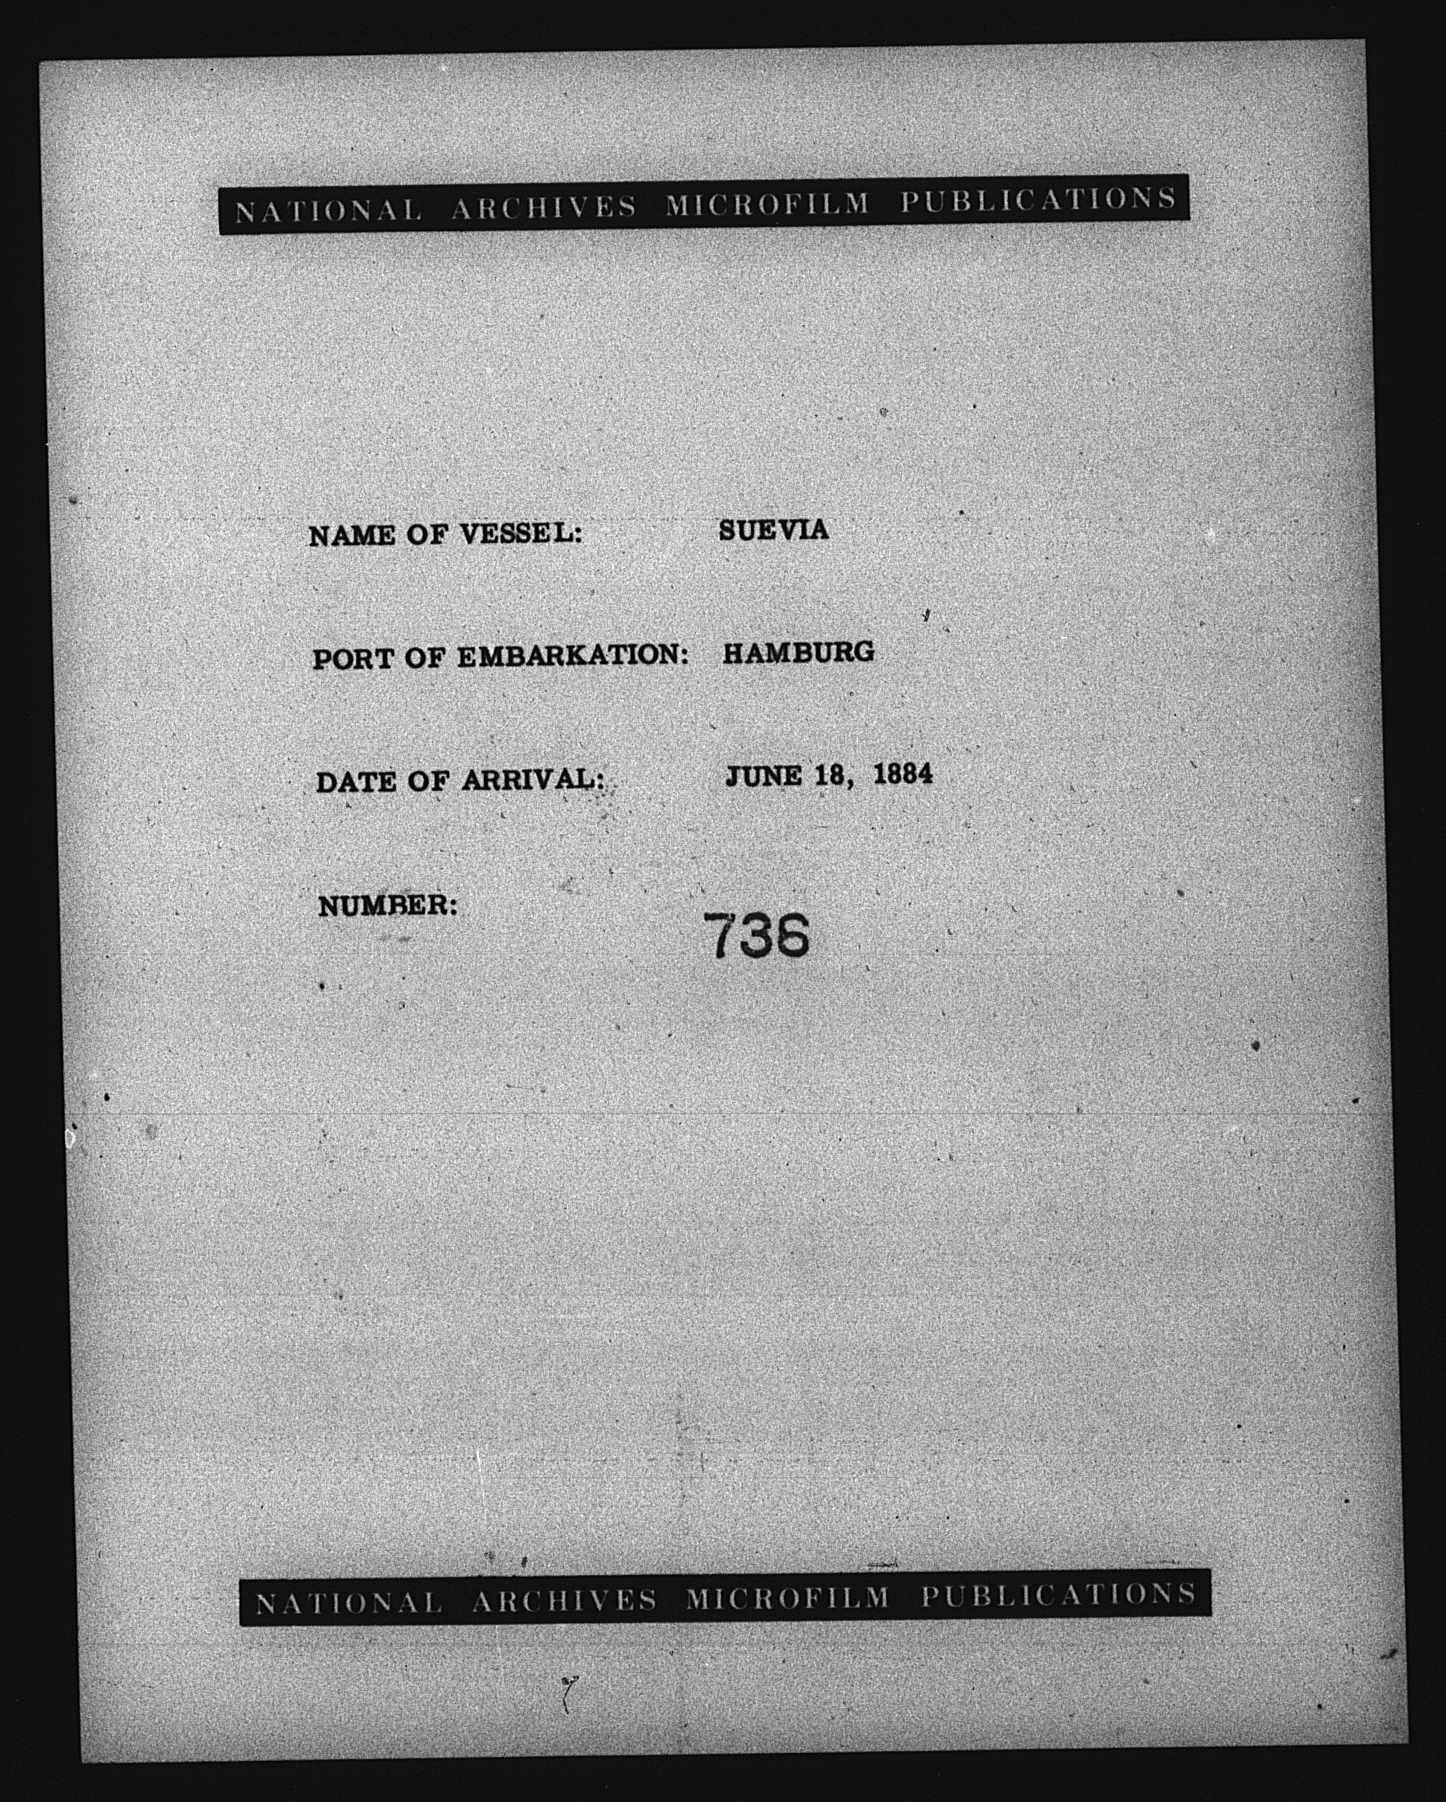 NATIONAL ARCHIVES MICROFILM PUBLICATIONS
NAME OF VESSEL: SUEVIA
PORT OF EMBARKATION: HAMBURG
DATE OF ARRIVAL: JUNE 18, 1884
NUMBER: 736
NATIONAL ARCHIVES MICROFILM PUBLICATIONS